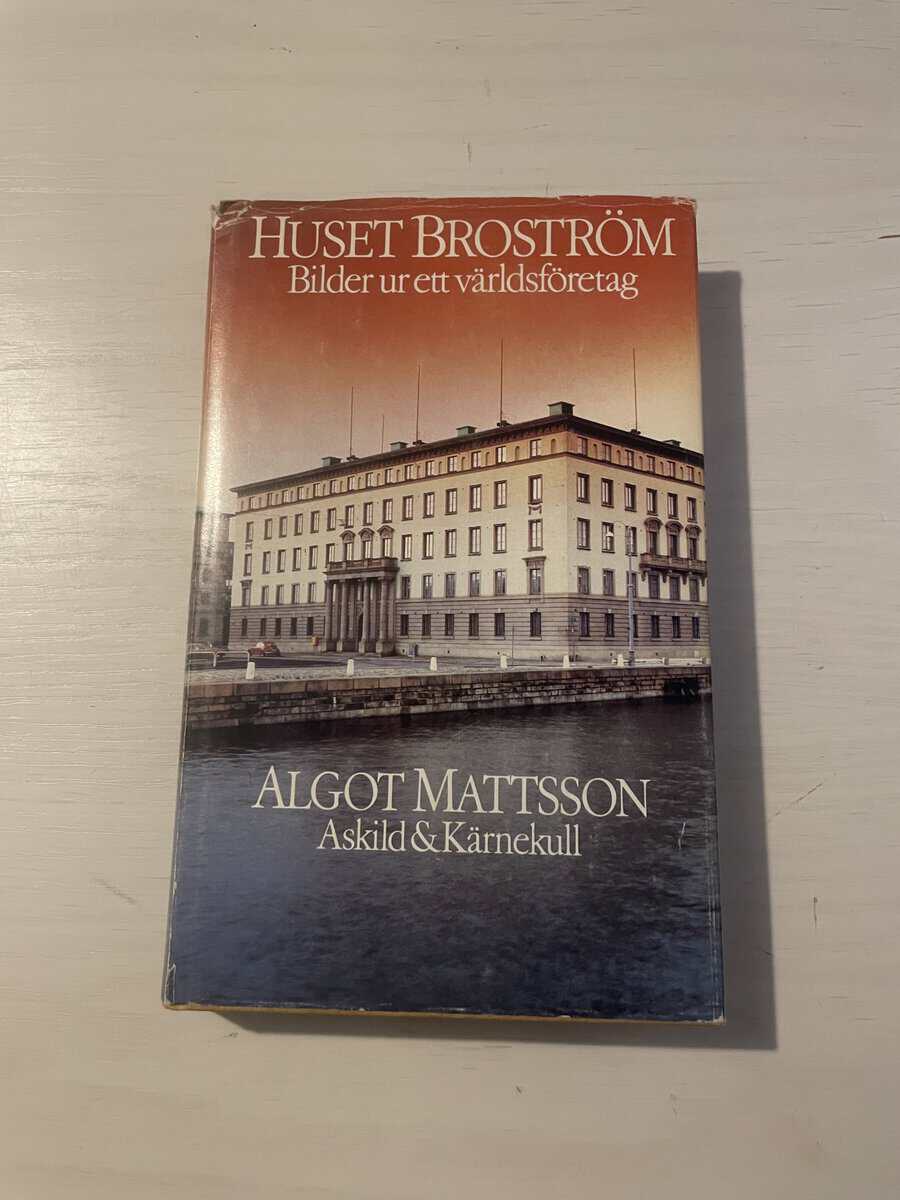 HUSET BROSTRÖM
Bilder ur ett världsföretag
ALGOT MATTSSON
Askild & Kärnekull